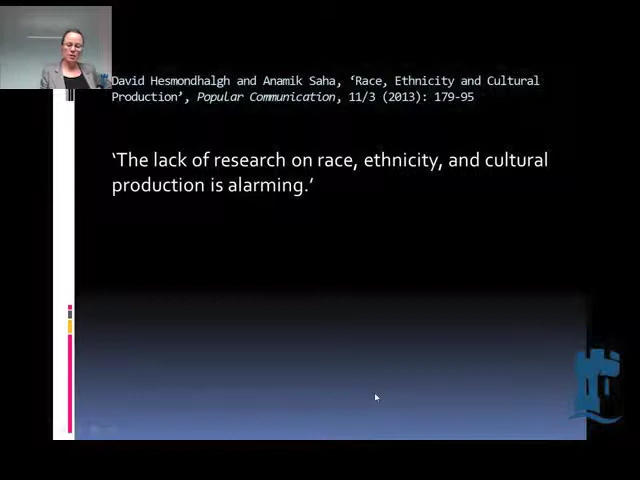 David Hesmondhalgh and Anamik Saha, ‘Race, Ethnicity and Cultural
Production’, Popular Communication, 11/3 (2013): 179-95
‘The lack of research on race, ethnicity, and cultural
production is alarming.’